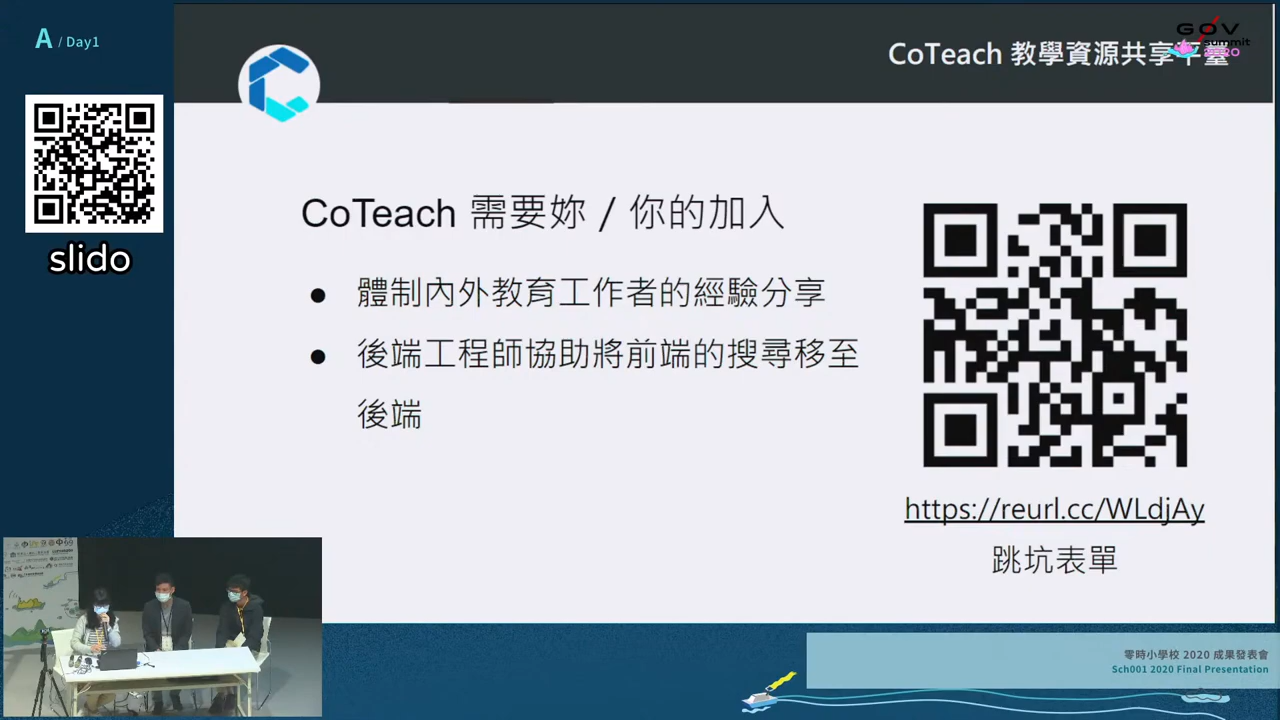 A / Day1
slido
CoTeach 教學資源共享平臺
G0V
summit
2020
CoTeach 需要妳 / 你的加入
● 體制內外教育工作者的經驗分享
● 後端工程師協助將前端的搜尋移至
後端
https://reurl.cc/WLdjAy
跳坑表單
零時小學校 2020 成果發表會
Sch001 2020 Final Presentation